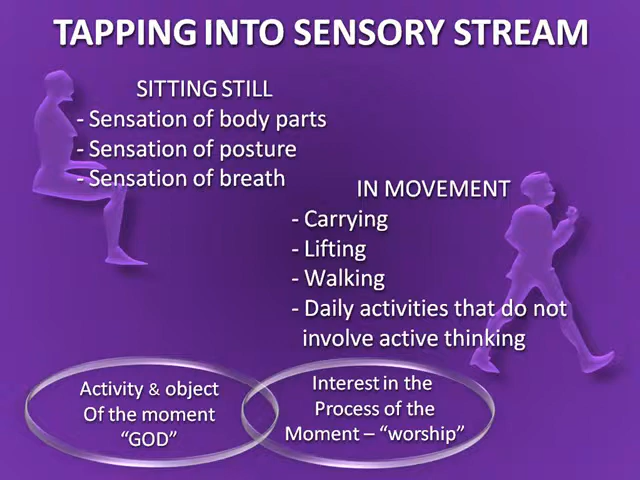 TAPPING INTO SENSORY STREAM
SITTING STILL
- Sensation of body parts
- Sensation of posture
- Sensation of breath
IN MOVEMENT
- Carrying
- Lifting
- Walking
- Daily activities that do not
involve active thinking
Activity & object
Of the moment
“GOD”
Interest in the
Process of the
Moment – “worship”